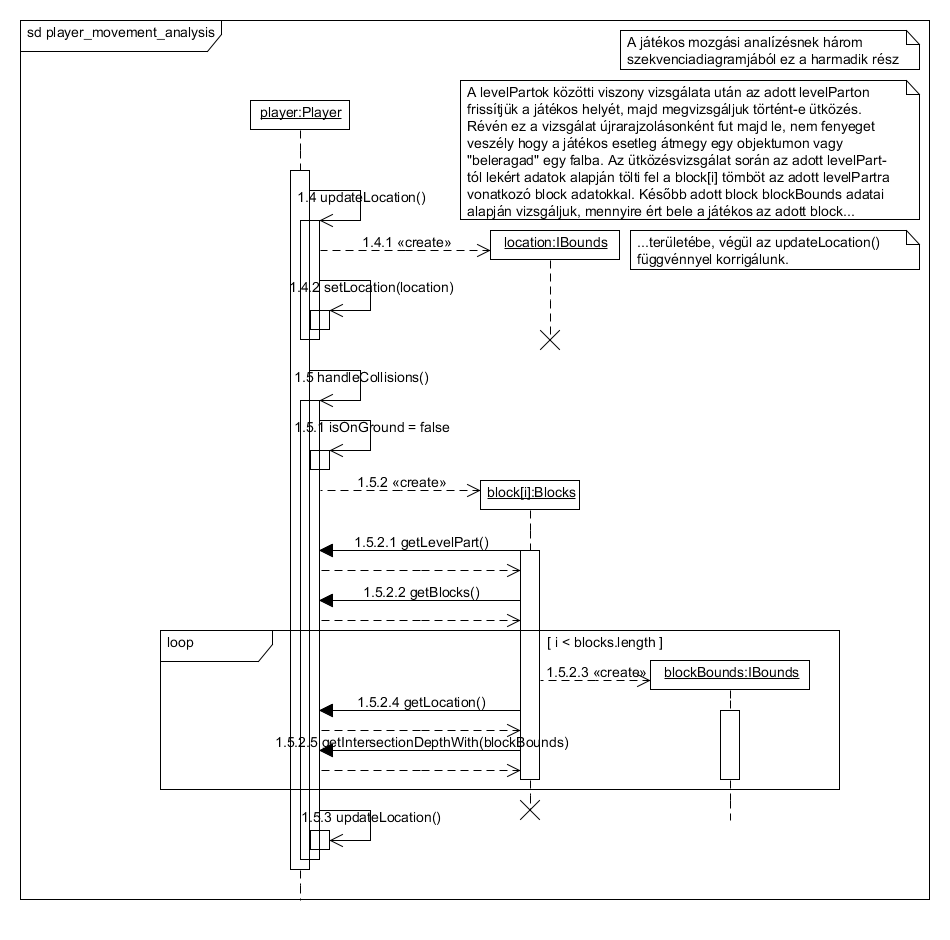 sd player_movement_analysis
A játékos mozgási analízésnek három
szekvenciadiagramjából ez a harmadik rész
A levelPartok közötti viszony vizsgálata után az adott levelParton
frissítjük a játékos helyét, majd megvizsgáljuk történt-e ütközés.
Révén ez a vizsgálat újrarajzolásonként fut majd le, nem fenyeget
veszély hogy a játékos esetleg átmegy egy objektumon vagy
"beleragad" egy falba. Az ütközésvizsgálat során az adott levelPart-
tól lekért adatok alapján tölti fel a block[i] tömböt az adott levelPartra
vonatkozó block adatokkal. Később adott block blockBounds adatai
alapján vizsgáljuk, mennyire ért bele a játékos az adott block...
player:Player
1.4 updateLocation()
1.4.1 «create»
location:IBounds
...területébe, végül az updateLocation()
függvénnyel korrigálunk.
1.4.2 setLocation(location)
1.5 handleCollisions()
1.5.1 isOnGround = false
1.5.2 «create»
block[i]:Blocks
1.5.2.1 getLevelPart()
1.5.2.2 getBlocks()
loop
[ i < blocks.length ]
1.5.2.3 «create»
blockBounds:IBounds
1.5.2.4 getLocation()
1.5.2.5 getIntersectionDepthWith(blockBounds)
1.5.3 updateLocation()